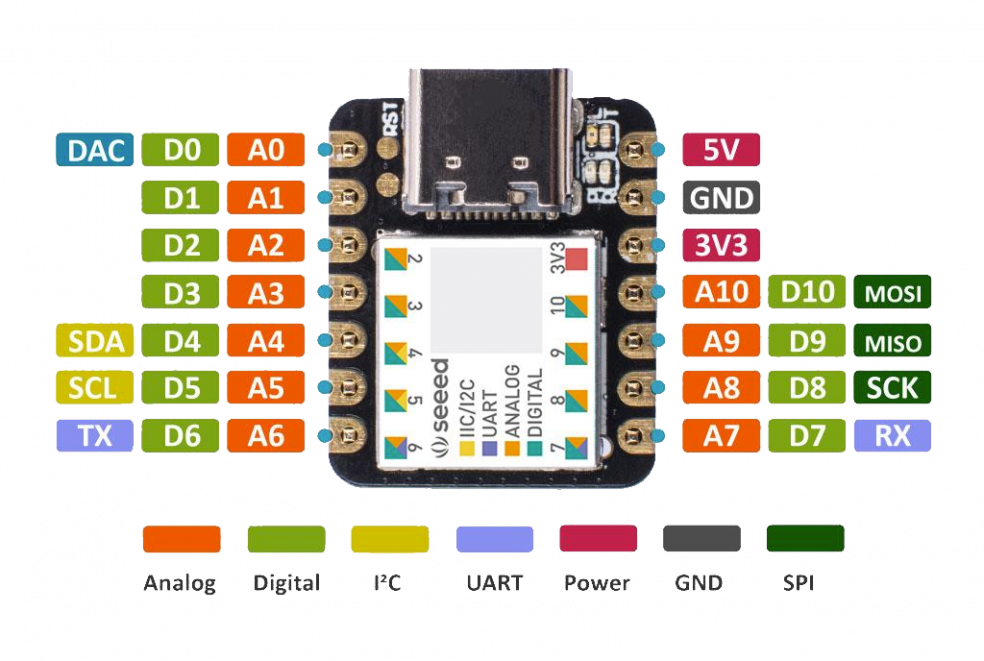 RST
DAC D0 A0 5V
D1 A1 GND
D2 A2 3V3
D3 A3 A10 D10 MOSI
SDA D4 A4 A9 D9 MISO
SCL D5 A5 A8 D8 SCK
TX D6 A6 A7 D7 RX
2 3V3
3 10
4 9
5 8
6 7
seeed
IIC/I2C
UART
ANALOG
DIGITAL
Analog Digital I²C UART Power GND SPI